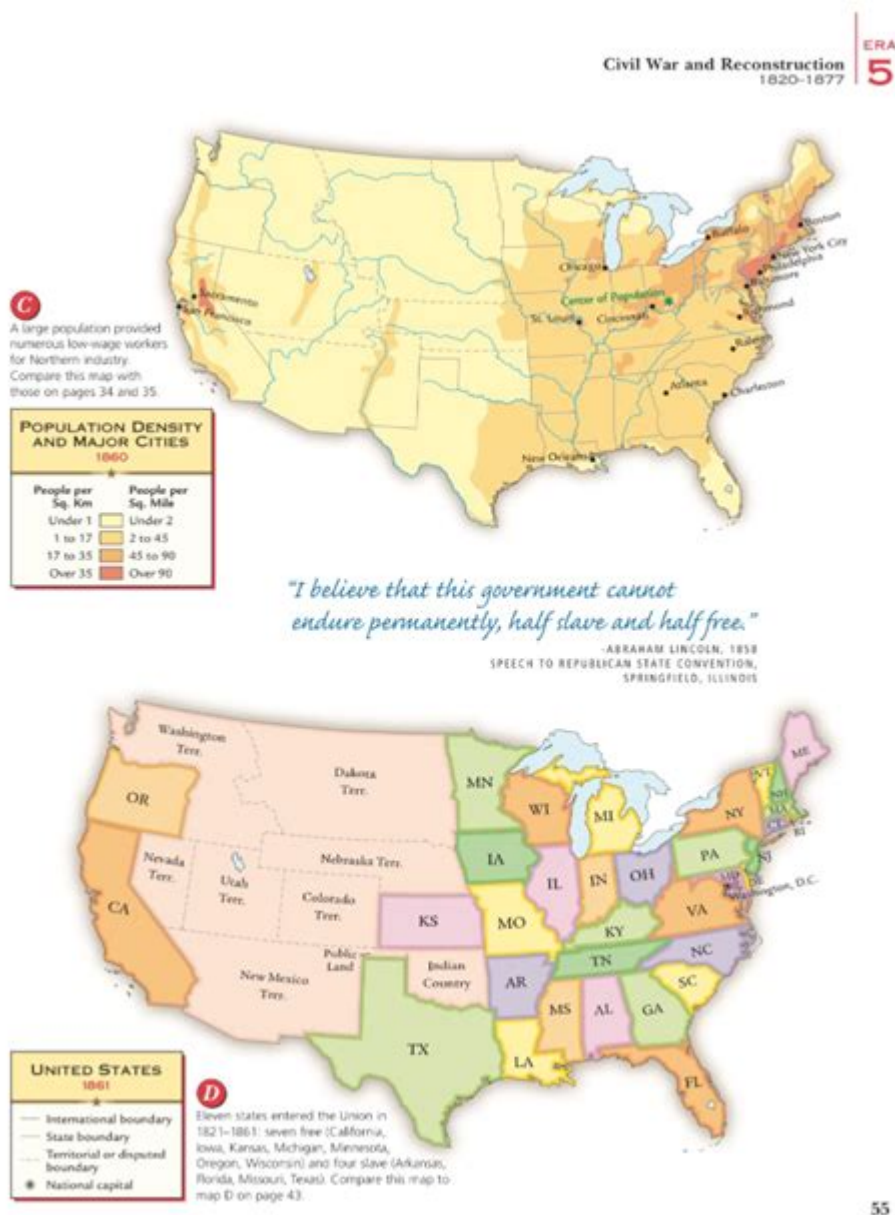 ERA
Civil War and Reconstruction
1820–1877
5
Boston
Buffalo
New York City
Philadelphia
Baltimore
Chicago
Center of Population
Sacramento
San Francisco
St. Louis
Cincinnati
Richmond
Raleigh
Atlanta
Charleston
New Orleans
C
A large population provided
numerous low-wage workers
for Northern industry.
Compare this map with
those on pages 34 and 35.
POPULATION DENSITY
AND MAJOR CITIES
1860
People per People per
Sq. Km Sq. Mile
Under 1 Under 2
1 to 17 2 to 45
17 to 35 45 to 90
Over 35 Over 90
"I believe that this government cannot
endure permanently, half slave and half free."
-ABRAHAM LINCOLN, 1858
SPEECH TO REPUBLICAN STATE CONVENTION,
SPRINGFIELD, ILLINOIS
Washington
Terr.
Dakota
Terr.
MN
ME
VT
NH
MA
OR
WI
MI
NY
CT
RI
Nevada
Terr.
Nebraska Terr.
IA
PA
NJ
Utah
Terr.
Colorado
Terr.
IL
IN
OH
MD
DE
Washington, D.C.
CA
KS
MO
VA
KY
Public
Land
Indian
Country
New Mexico
Terr.
TN
NC
AR
SC
MS
AL
GA
TX
LA
FL
UNITED STATES
1861
International boundary
State boundary
Territorial or disputed
boundary
National capital
D
Eleven states entered the Union in
1821–1861: seven free (California,
Iowa, Kansas, Michigan, Minnesota,
Oregon, Wisconsin) and four slave (Arkansas,
Florida, Missouri, Texas). Compare this map to
map D on page 43.
55